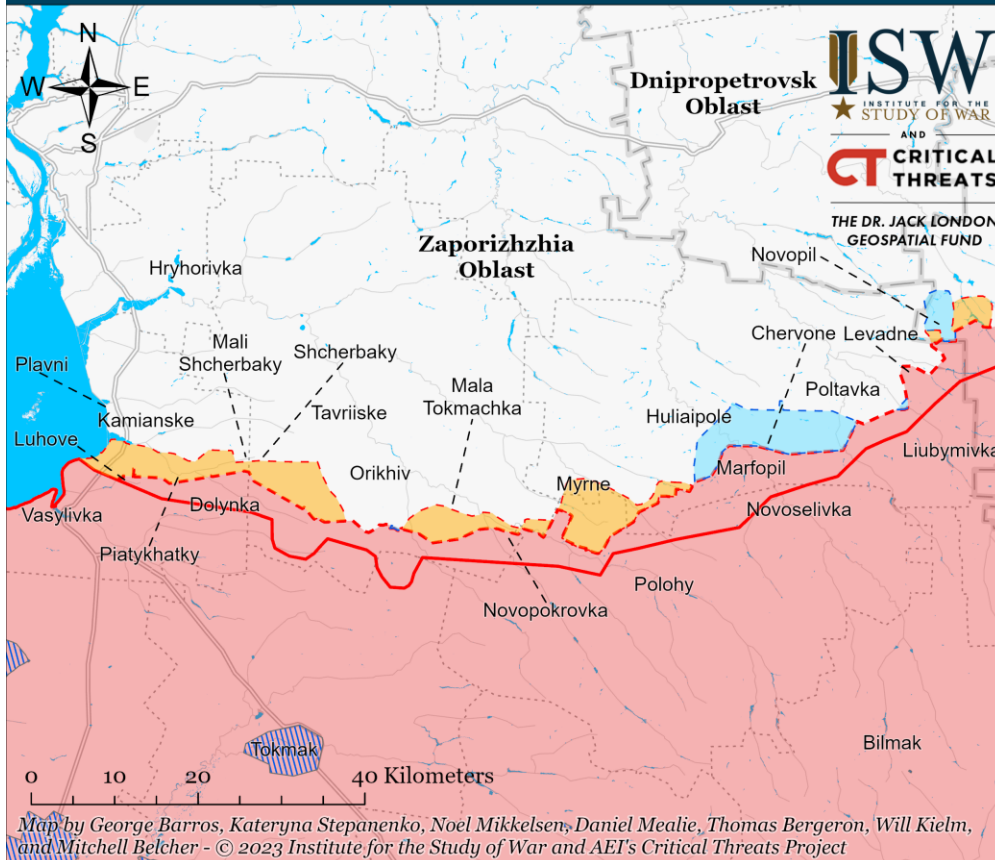 N
W
E
S
ISW
INSTITUTE FOR THE
STUDY OF WAR
AND
CT CRITICAL
THREATS
THE DR. JACK LONDON
GEOSPATIAL FUND
Dnipropetrovsk
Oblast
Zaporizhzhia
Oblast
Novopil
Hryhorivka
Chervone
Levadne
Mali
Shcherbaky
Shcherbaky
Plavni
Mala
Tokmachka
Poltavka
Kamianske
Tavriiske
Huliaipole
Luhove
Orikhiv
Liubymivka
Marfopil
Myrne
Vasylivka
Dolynka
Novoselivka
Piatykhatky
Polohy
Novopokrovka
Tokmak
Bilmak
0 10 20 40 Kilometers
Map by George Barros, Kateryna Stepanenko, Noel Mikkelsen, Daniel Mealie, Thomas Bergeron, Will Kielm,
and Mitchell Belcher - © 2023 Institute for the Study of War and AEI's Critical Threats Project